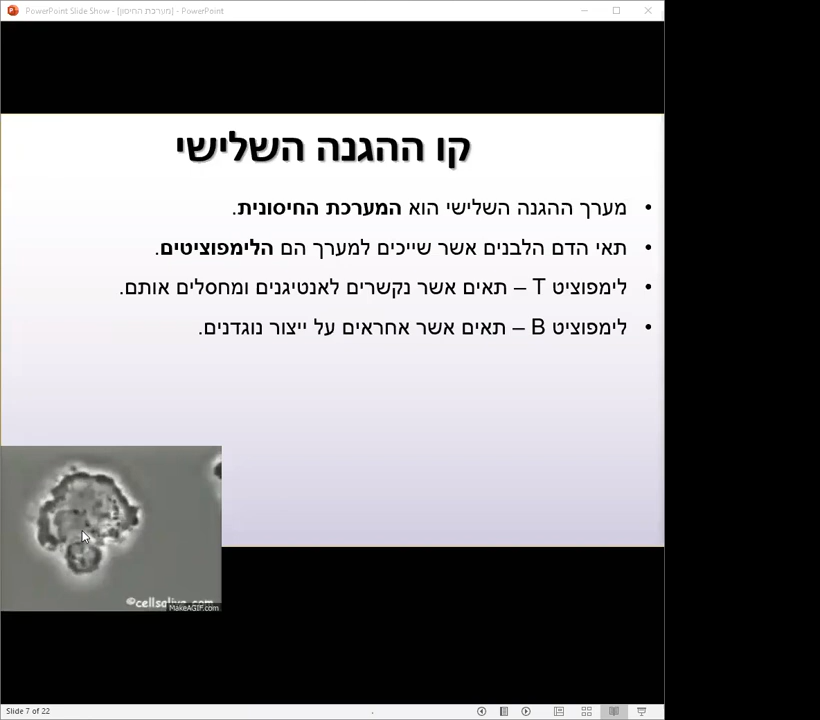 PowerPoint Slide Show - [מערכת החיסון] - PowerPoint
קו ההגנה השלישי
• מערך ההגנה השלישי הוא המערכת החיסונית.
• תאי הדם הלבנים אשר שייכים למערך הם הלימפוציטים.
• לימפוציט T – תאים אשר נקשרים לאנטיגנים ומחסלים אותם.
• לימפוציט B – תאים אשר אחראים על ייצור נוגדנים.
©cellsalive.com
MakeAGIF.com
Slide 7 of 22